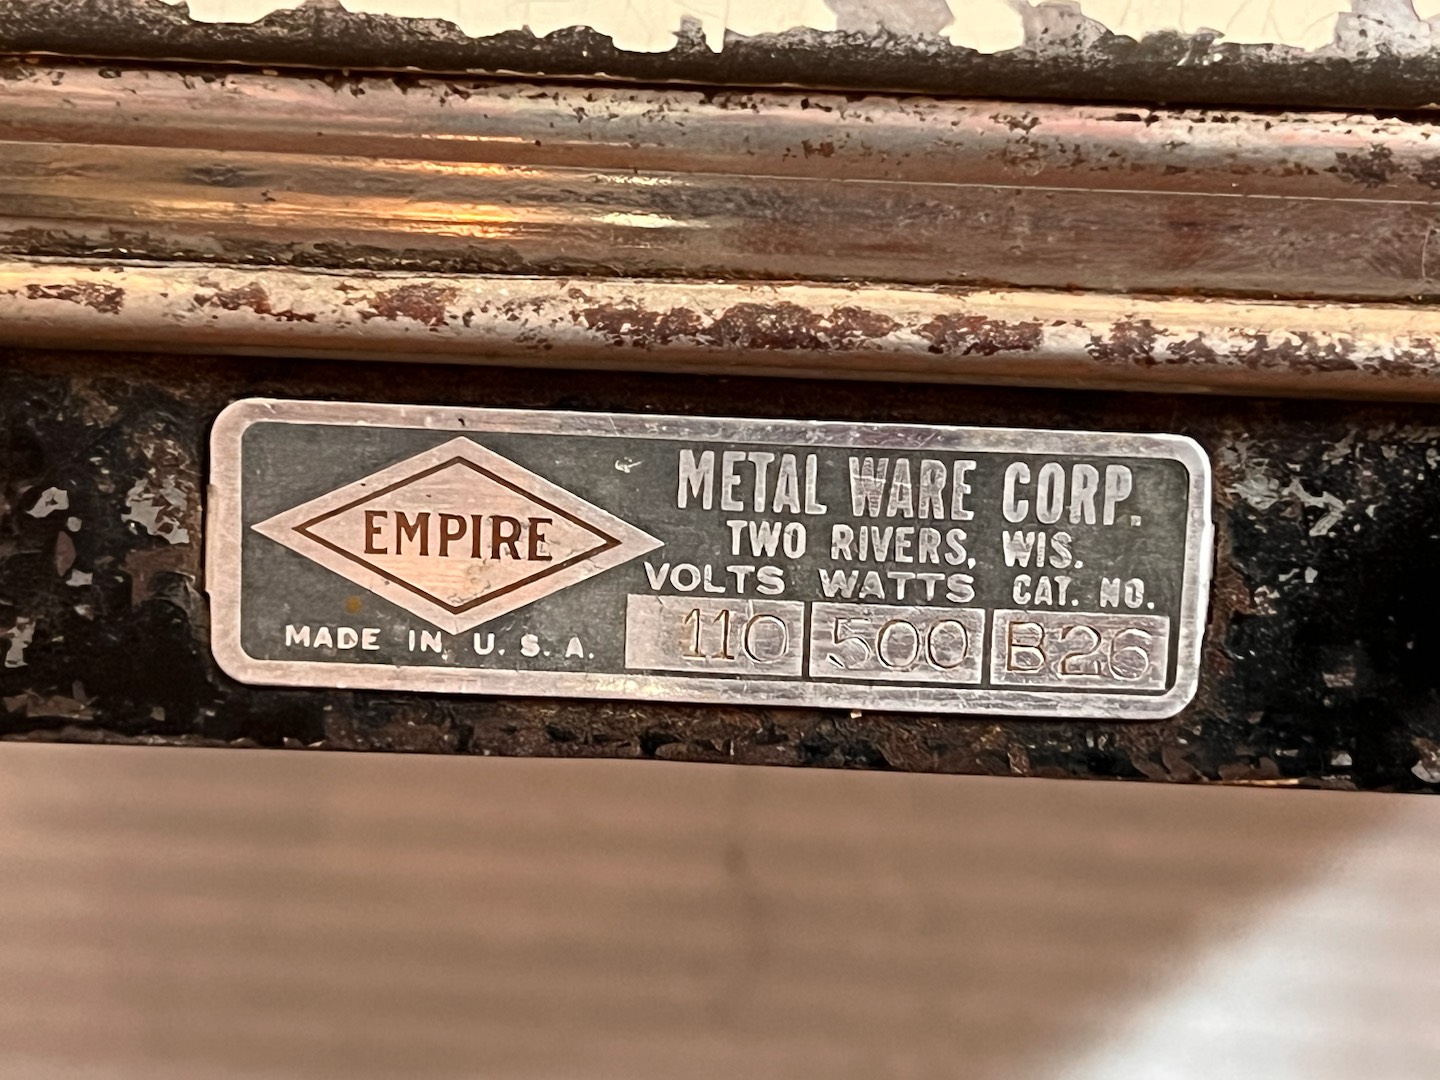 EMPIRE
MADE IN U. S. A.
METAL WARE CORP.
TWO RIVERS, WIS.
VOLTS WATTS CAT. NO.
110 500 B26